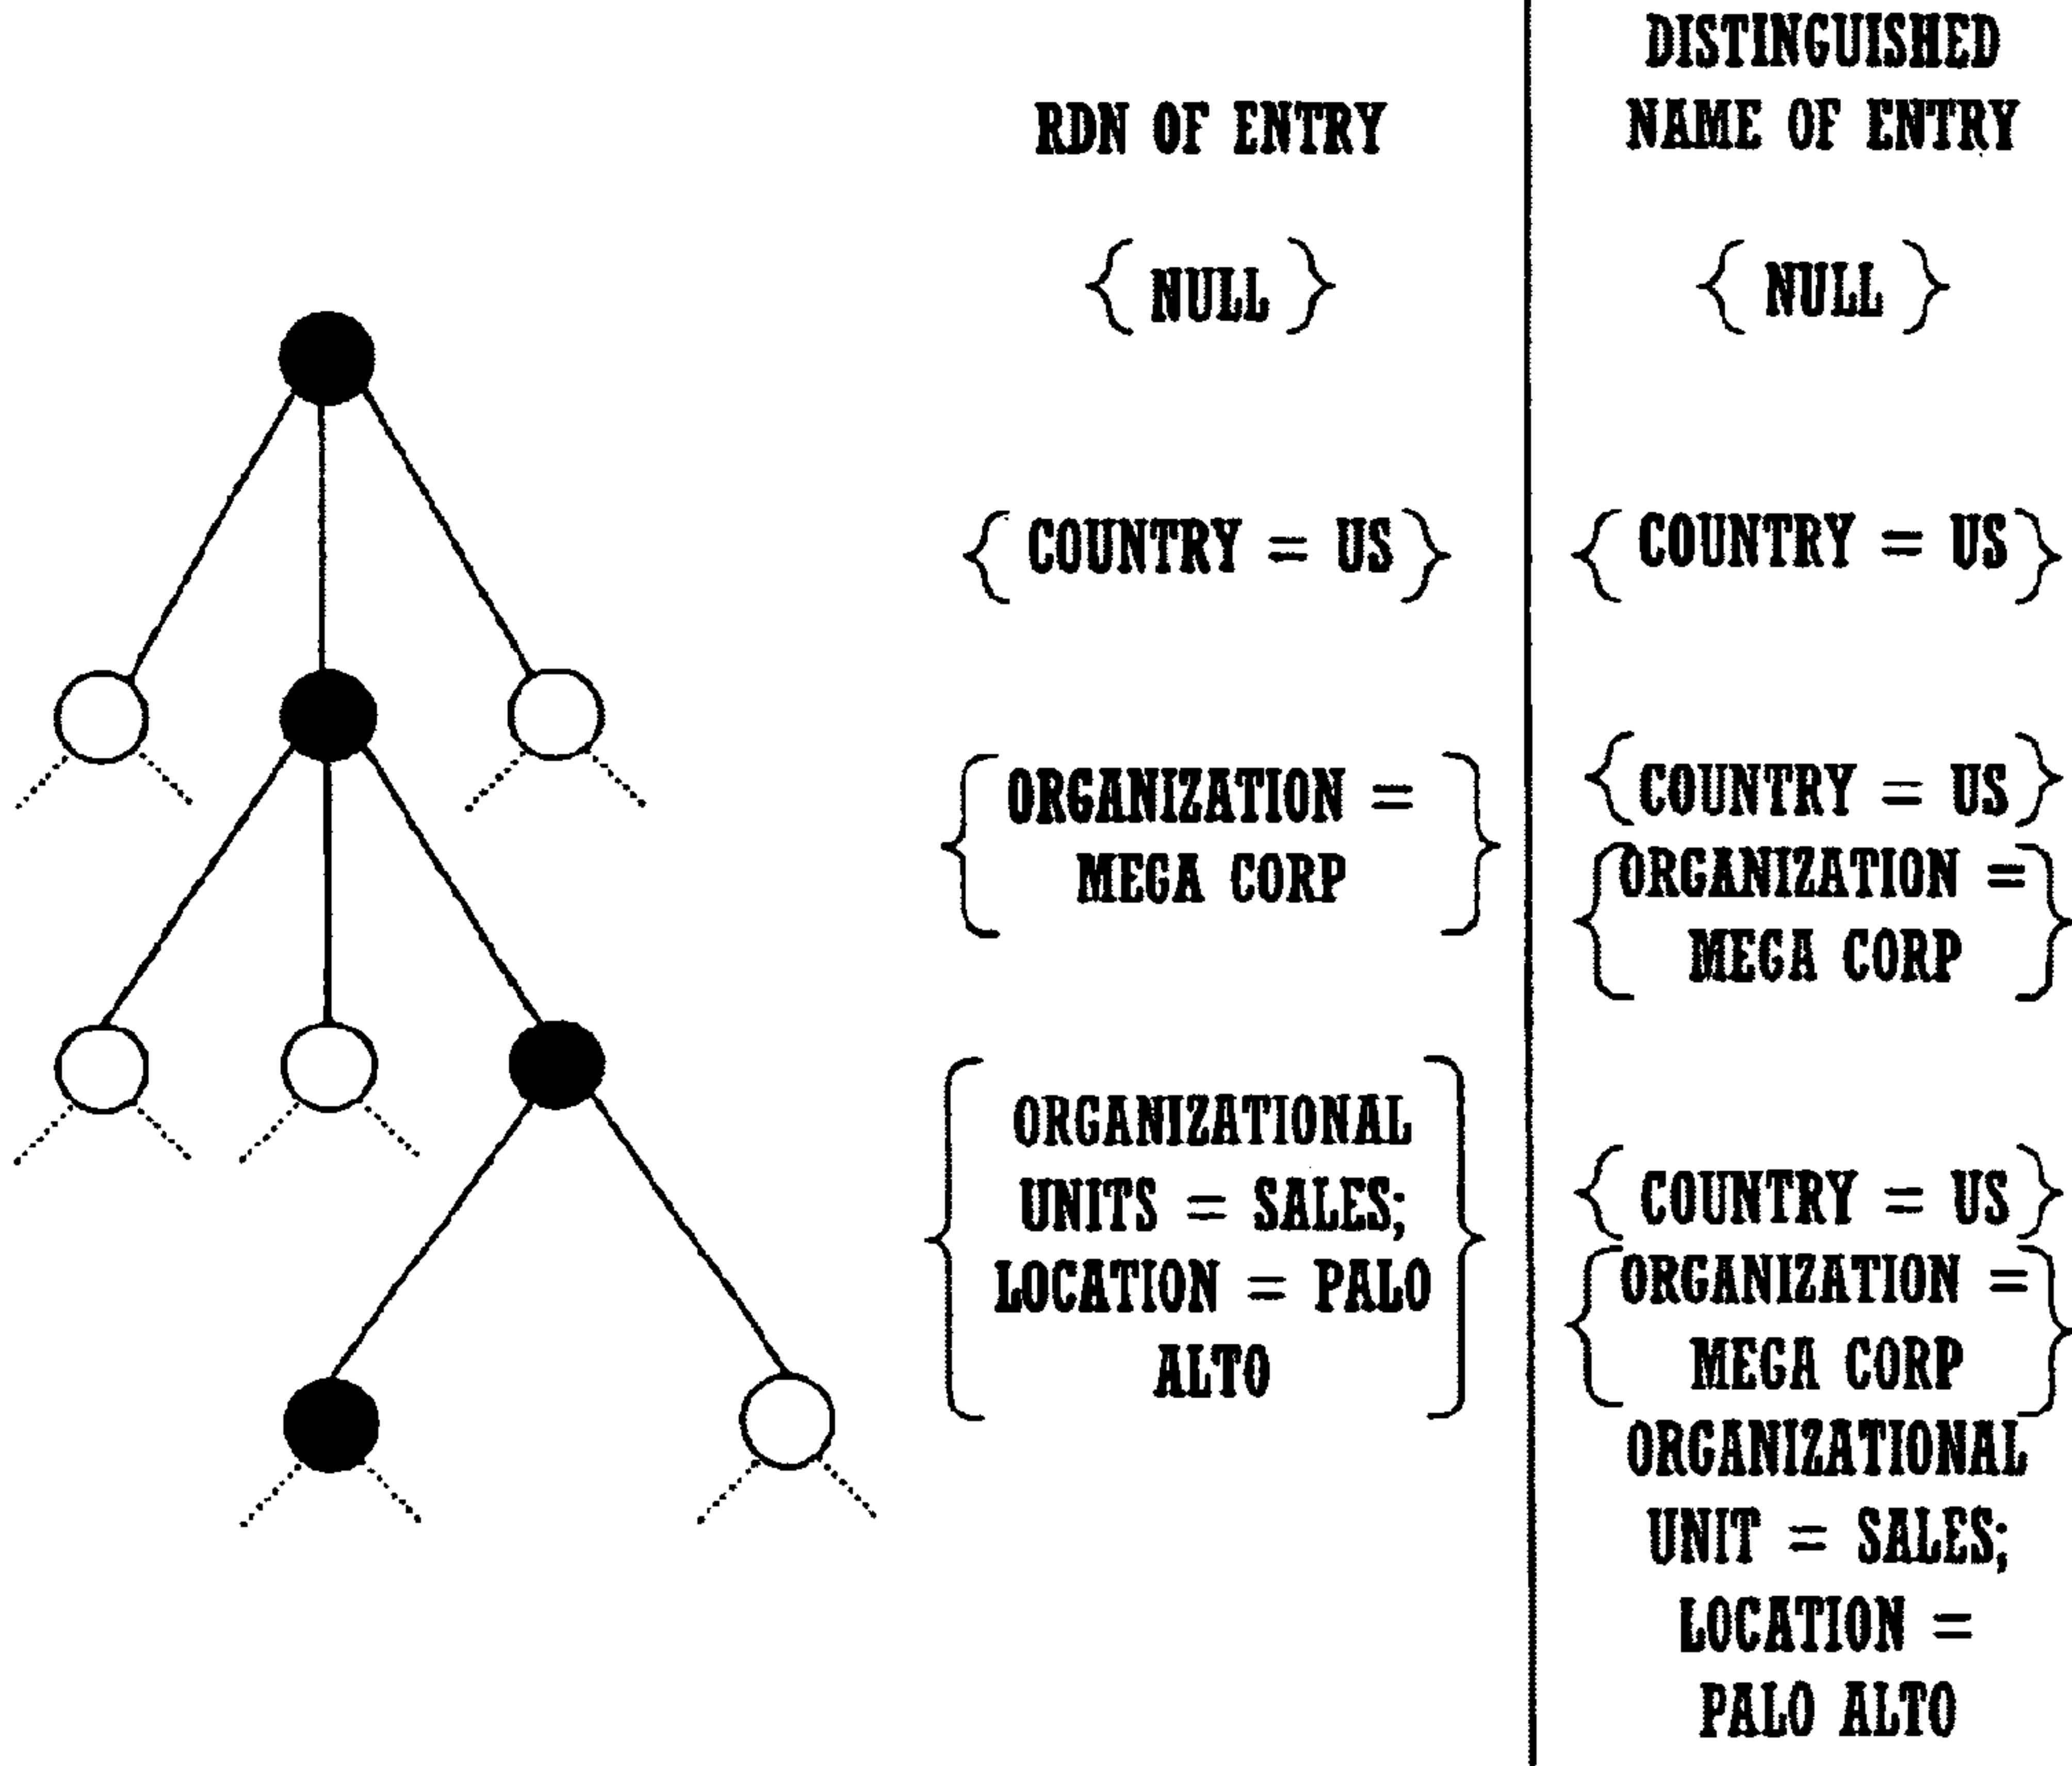 RDN OF ENTRY
{ NULL }
{ COUNTRY = US }
{ ORGANIZATION =
MEGA CORP }
{ ORGANIZATIONAL
UNITS = SALES;
LOCATION = PALO
ALTO }
DISTINGUISHED
NAME OF ENTRY
{ NULL }
{ COUNTRY = US }
{ COUNTRY = US }
{ ORGANIZATION =
MEGA CORP }
{ COUNTRY = US }
{ ORGANIZATION =
MEGA CORP }
ORGANIZATIONAL
UNIT = SALES;
LOCATION =
PALO ALTO